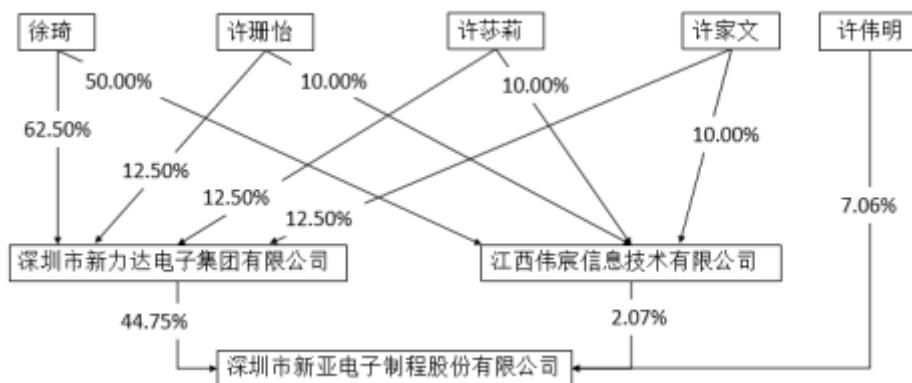 徐琦
许珊怡
许莎莉
许家文
许伟明
50.00%
10.00%
10.00%
62.50%
10.00%
12.50%
12.50%
12.50%
7.06%
深圳市新力达电子集团有限公司
江西伟宸信息技术有限公司
44.75%
2.07%
深圳市新亚电子制程股份有限公司